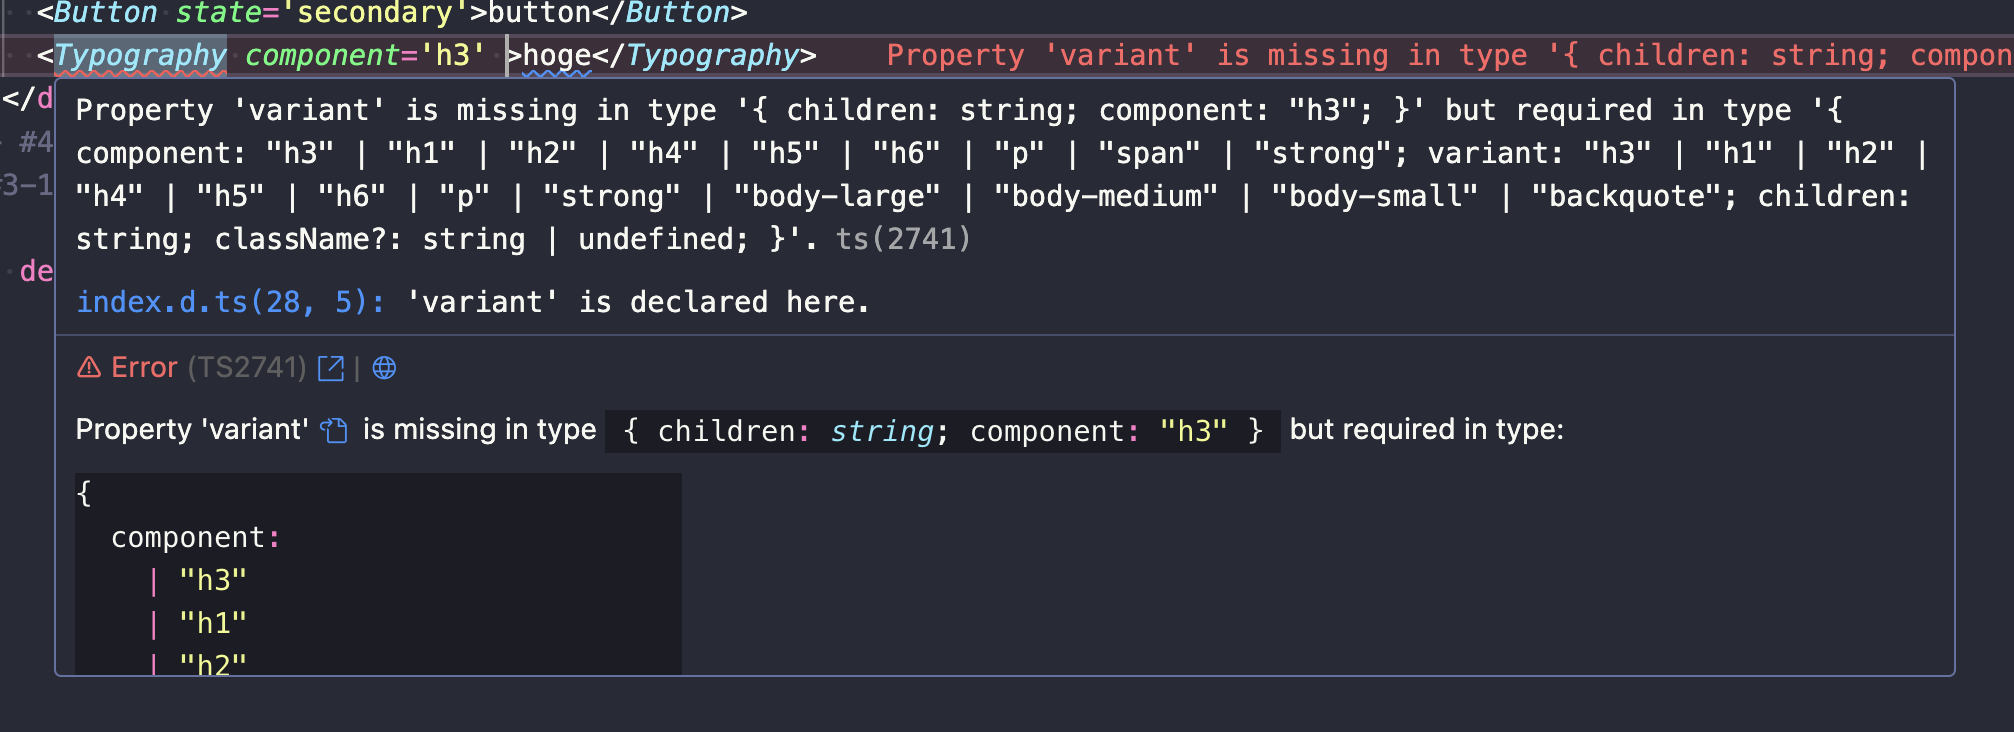 <Button state='secondary'>button</Button>
<Typography component='h3' >hoge</Typography> Property 'variant' is missing in type '{ children: string; compon
</d
Property 'variant' is missing in type '{ children: string; component: "h3"; }' but required in type '{
#4
component: "h3" | "h1" | "h2" | "h4" | "h5" | "h6" | "p" | "span" | "strong"; variant: "h3" | "h1" | "h2" |
3-1
"h4" | "h5" | "h6" | "p" | "strong" | "body-large" | "body-medium" | "body-small" | "backquote"; children:
string; className?: string | undefined; }'. ts(2741)
de
index.d.ts(28, 5): 'variant' is declared here.
Error (TS2741) |
Property 'variant' is missing in type { children: string; component: "h3" } but required in type:
{
component:
| "h3"
| "h1"
| "h2"